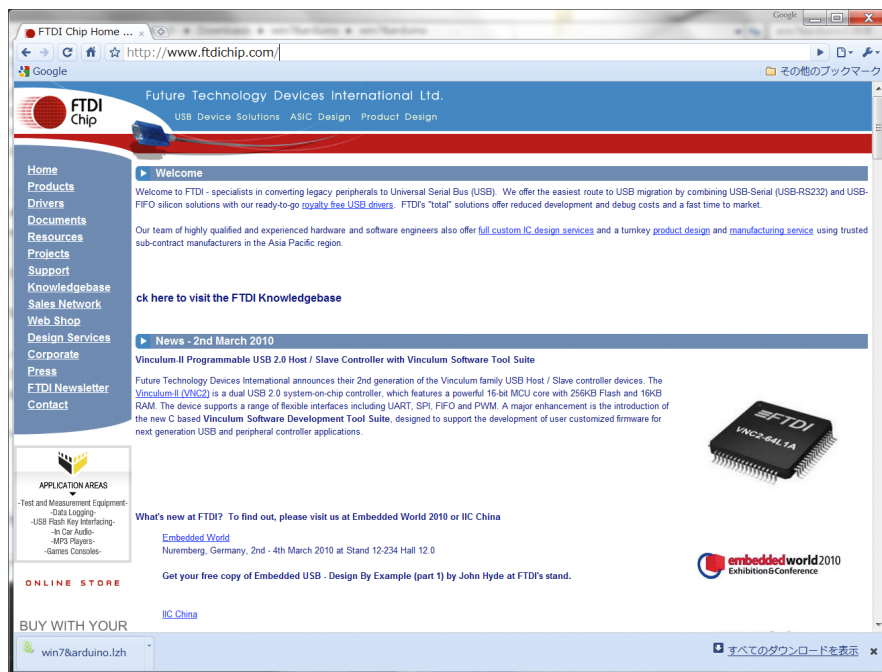 Google
FTDI Chip Home ...
http://www.ftdichip.com/
Google
その他のブックマーク
FTDI
Chip
Future Technology Devices International Ltd.
USB Device Solutions ASIC Design Product Design
Home
Products
Drivers
Documents
Resources
Projects
Support
Knowledgebase
Sales Network
Web Shop
Design Services
Corporate
Press
FTDI Newsletter
Contact
APPLICATION AREAS
-Test and Measurement Equipment-
-Data Logging-
-USB Flash Key Interfacing-
-In Car Audio-
-MP3 Players-
-Games Consoles-
ONLINE STORE
BUY WITH YOUR
Welcome
Welcome to FTDI - specialists in converting legacy peripherals to Universal Serial Bus (USB). We offer the easiest route to USB migration by combining USB-Serial (USB-RS232) and USB-
FIFO silicon solutions with our ready-to-go royalty free USB drivers. FTDI's "total" solutions offer reduced development and debug costs and a fast time to market.
Our team of highly qualified and experienced hardware and software engineers also offer full custom IC design services and a turnkey product design and manufacturing service using trusted
sub-contract manufacturers in the Asia Pacific region.
ck here to visit the FTDI Knowledgebase
News - 2nd March 2010
Vinculum-II Programmable USB 2.0 Host / Slave Controller with Vinculum Software Tool Suite
Future Technology Devices International announces their 2nd generation of the Vinculum family USB Host / Slave controller devices. The
Vinculum-II (VNC2) is a dual USB 2.0 system-on-chip controller, which features a powerful 16-bit MCU core with 256KB Flash and 16KB
RAM. The device supports a range of flexible interfaces including UART, SPI, FIFO and PWM. A major enhancement is the introduction of
the new C based Vinculum Software Development Tool Suite, designed to support the development of user customized firmware for
next generation USB and peripheral controller applications.
FTDI
VNC2-64L1A
What's new at FTDI? To find out, please visit us at Embedded World 2010 or IIC China
Embedded World
Nuremberg, Germany, 2nd - 4th March 2010 at Stand 12-234 Hall 12.0
Get your free copy of Embedded USB - Design By Example (part 1) by John Hyde at FTDI's stand.
embeddedworld2010
Exhibition&Conference
IIC China
win7&arduino.lzh
すべてのダウンロードを表示